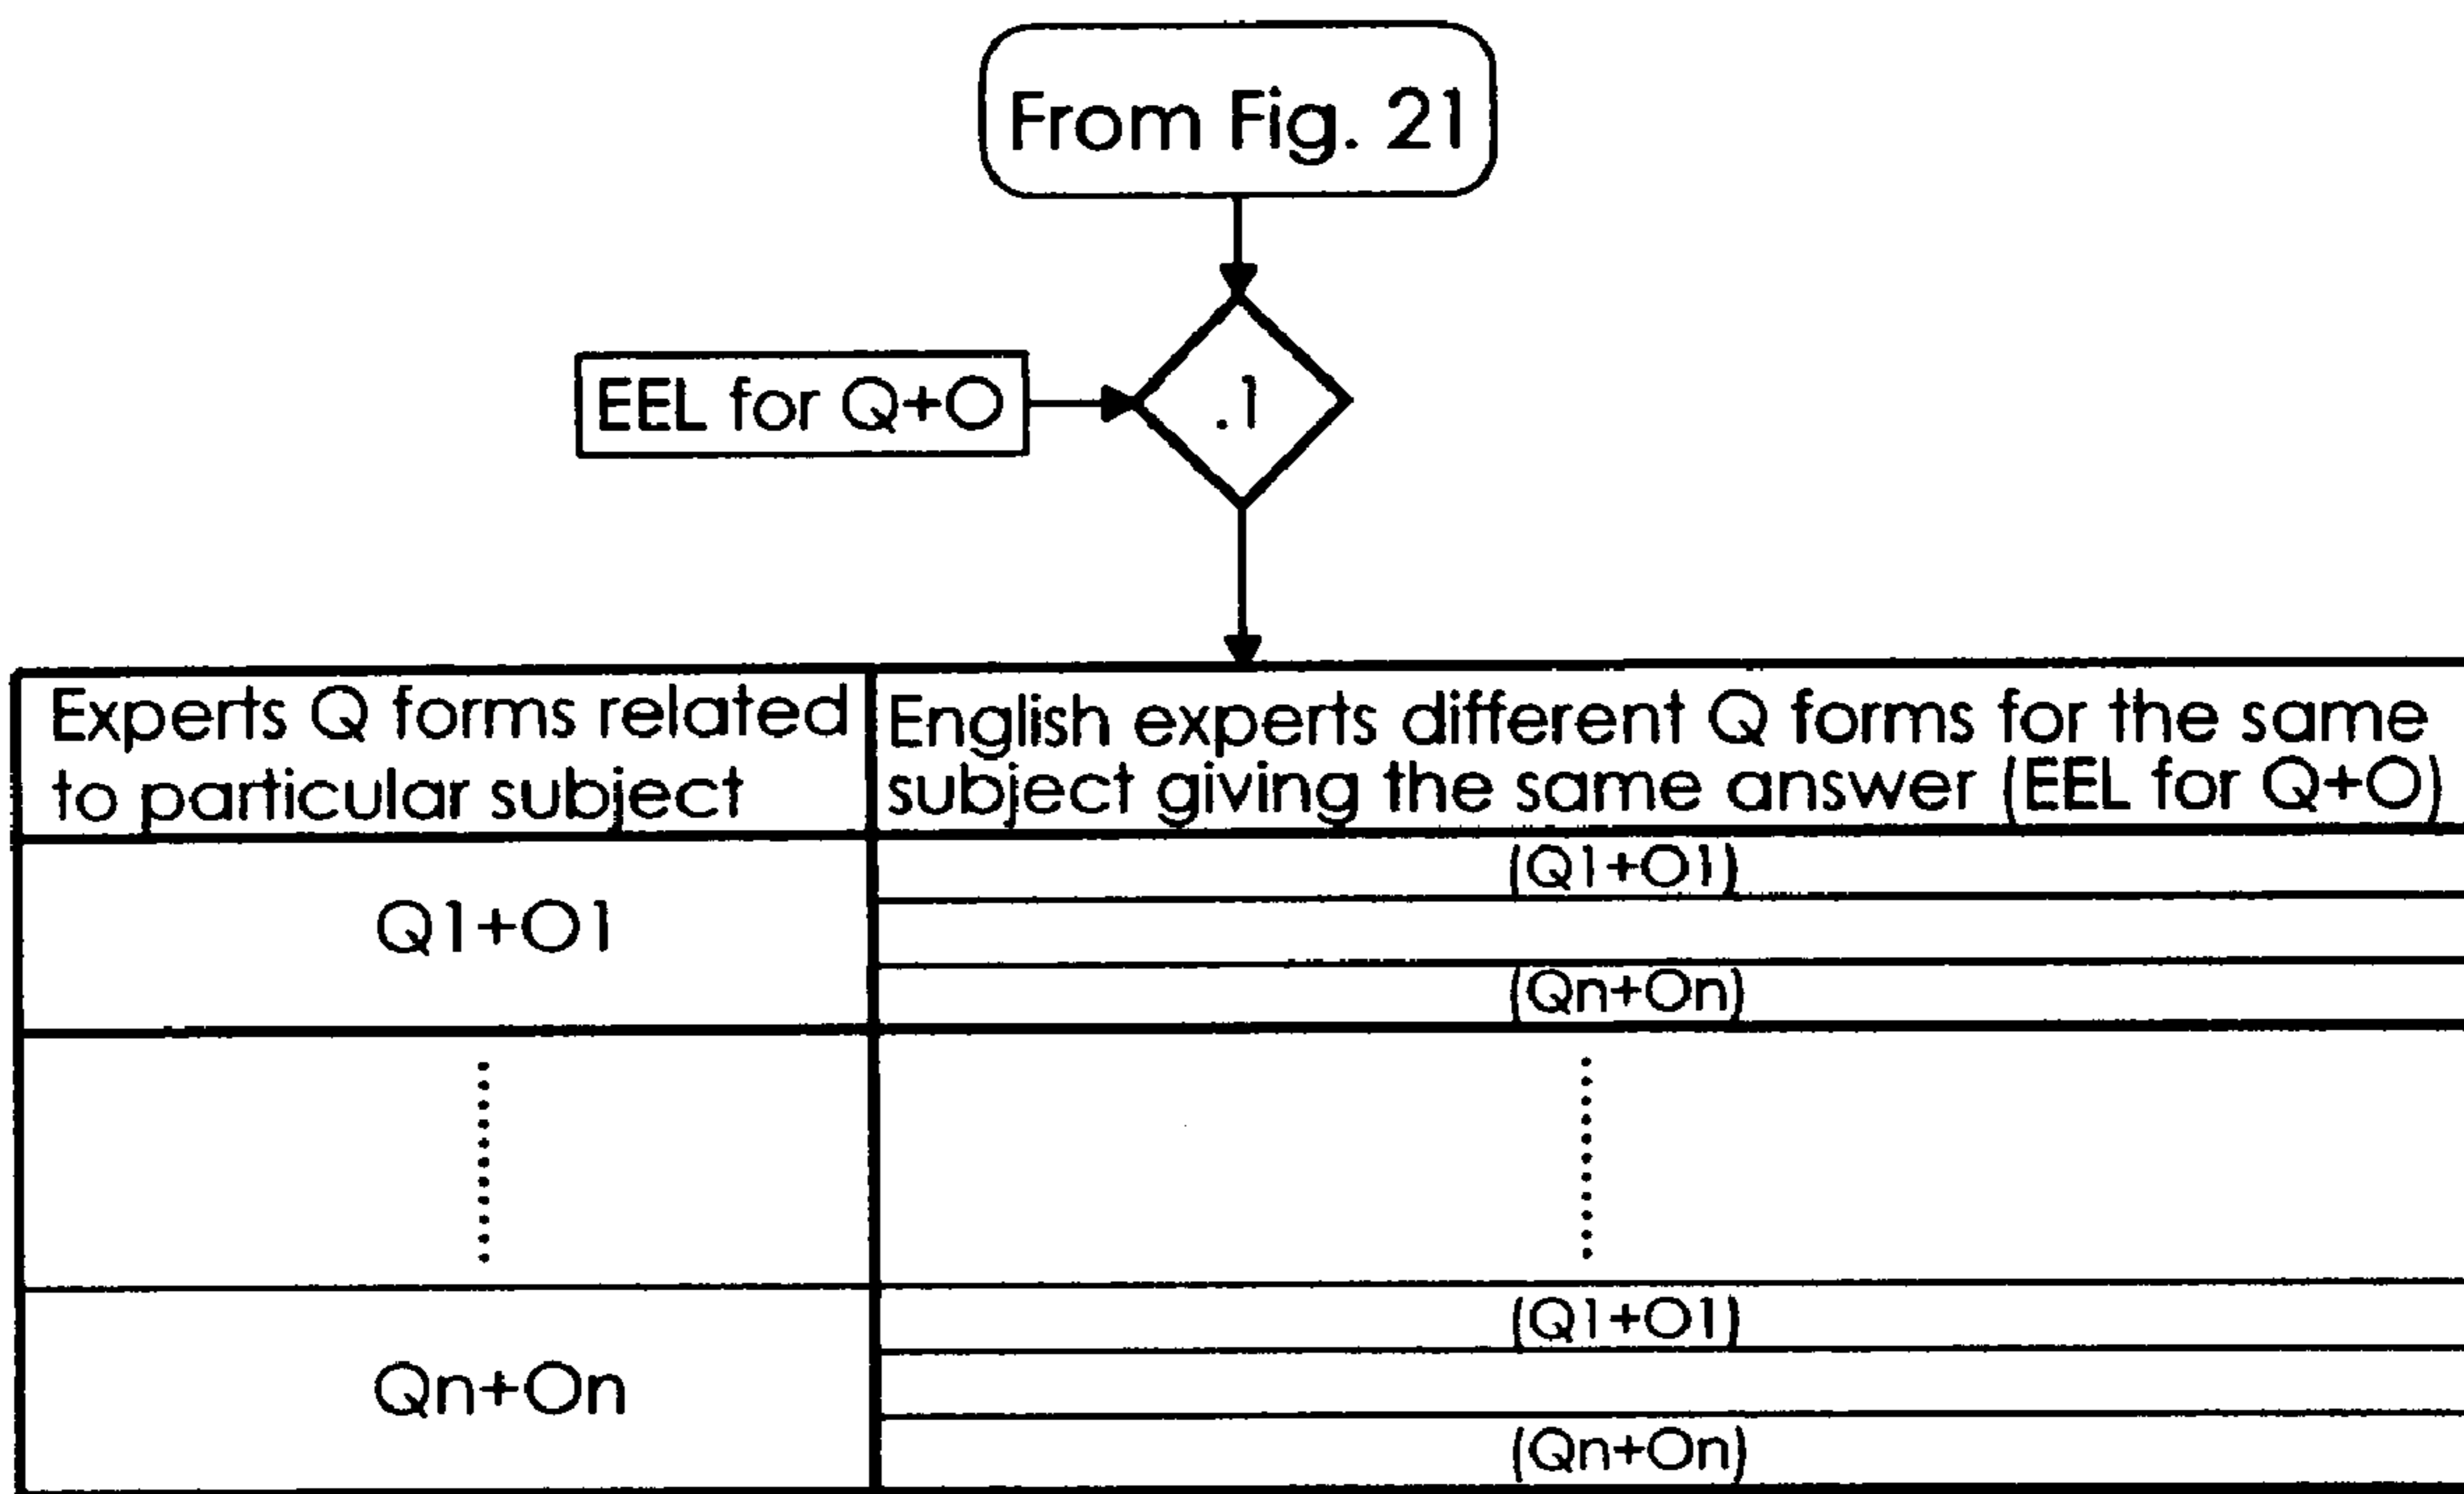 From Fig. 21
EEL for Q+O
.1
Experts Q forms related
to particular subject
English experts different Q forms for the same
subject giving the same answer (EEL for Q+O)
Q1+O1
(Q1+O1)
(Qn+On)
Qn+On
(Q1+O1)
(Qn+On)